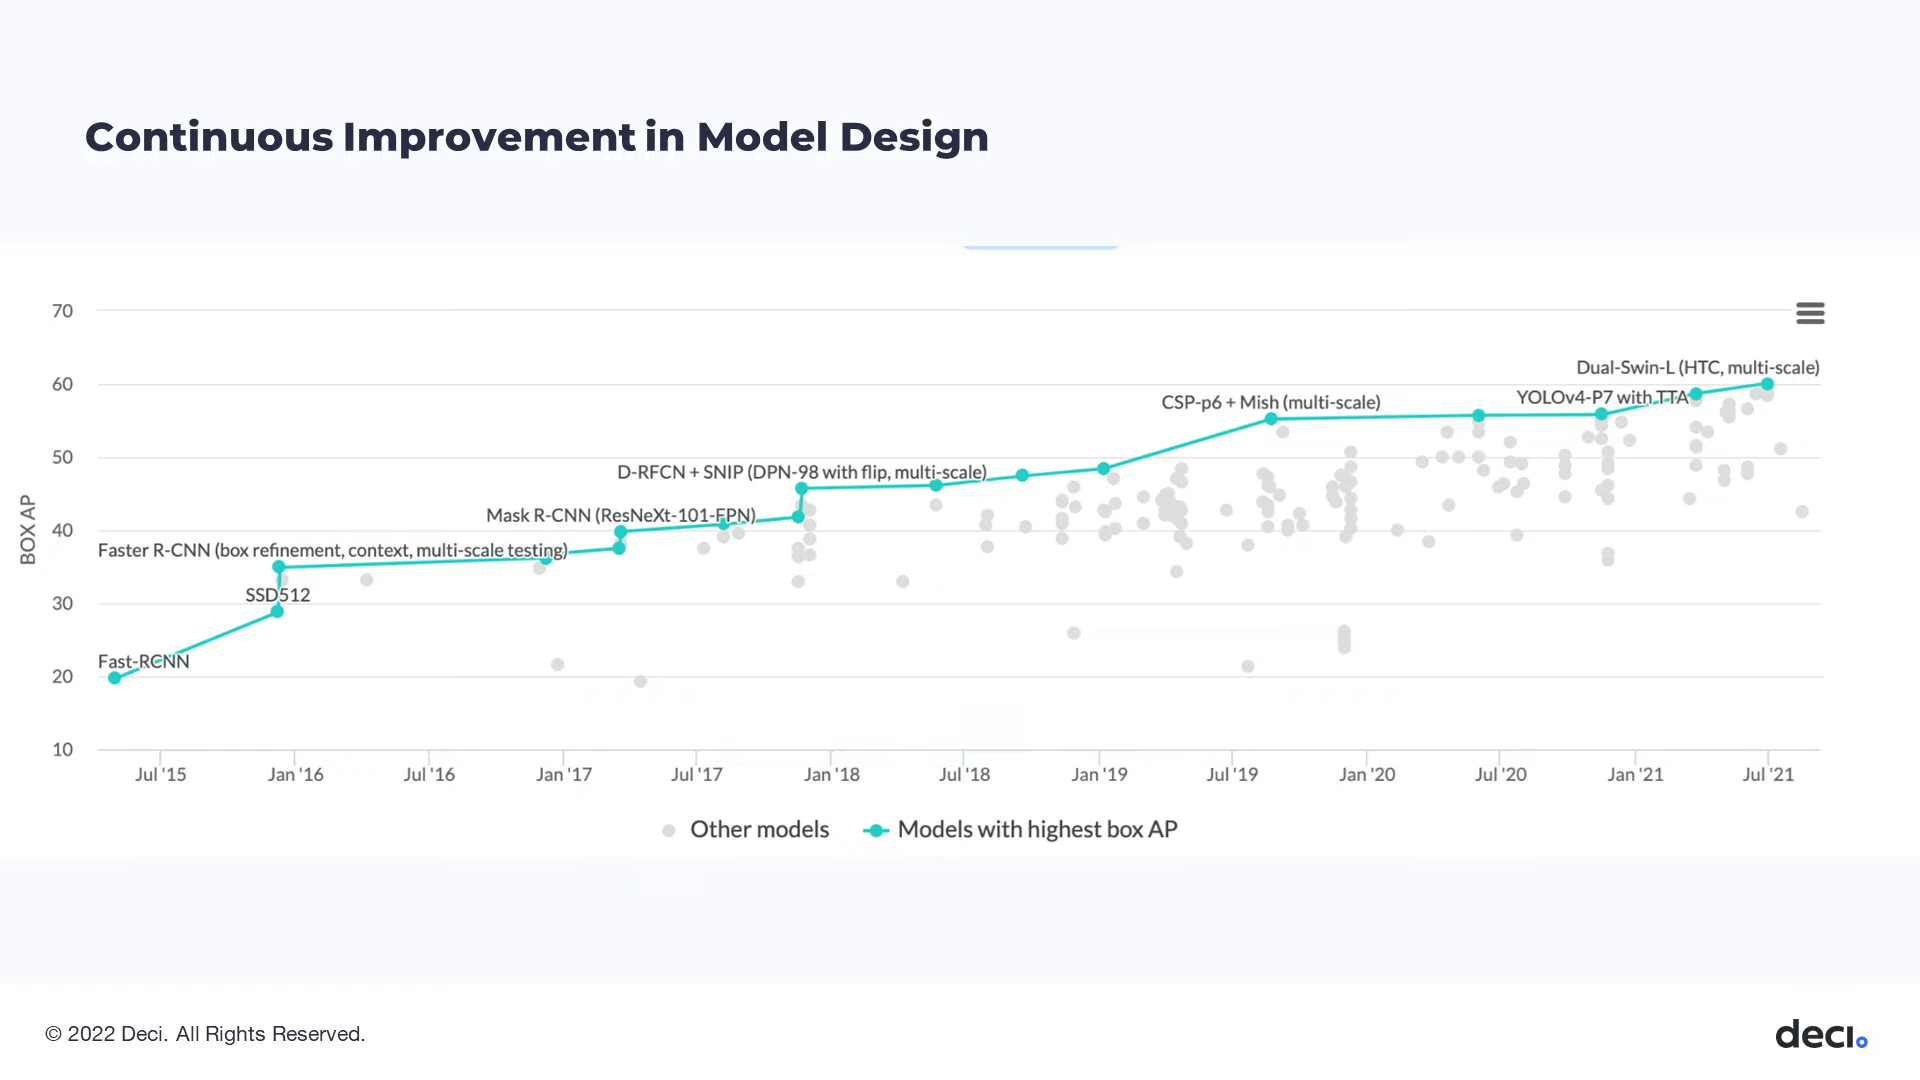 Continuous Improvement in Model Design
70
60
50
40
30
20
10
BOX AP
Dual-Swin-L (HTC, multi-scale)
YOLOv4-P7 with TTA
CSP-p6 + Mish (multi-scale)
D-RFCN + SNIP (DPN-98 with flip, multi-scale)
Mask R-CNN (ResNeXt-101-FPN)
Faster R-CNN (box refinement, context, multi-scale testing)
SSD512
Fast-RCNN
Jul '15 Jan '16 Jul '16 Jan '17 Jul '17 Jan '18 Jul '18 Jan '19 Jul '19 Jan '20 Jul '20 Jan '21 Jul '21
Other models Models with highest box AP
© 2022 Deci. All Rights Reserved.
deci.